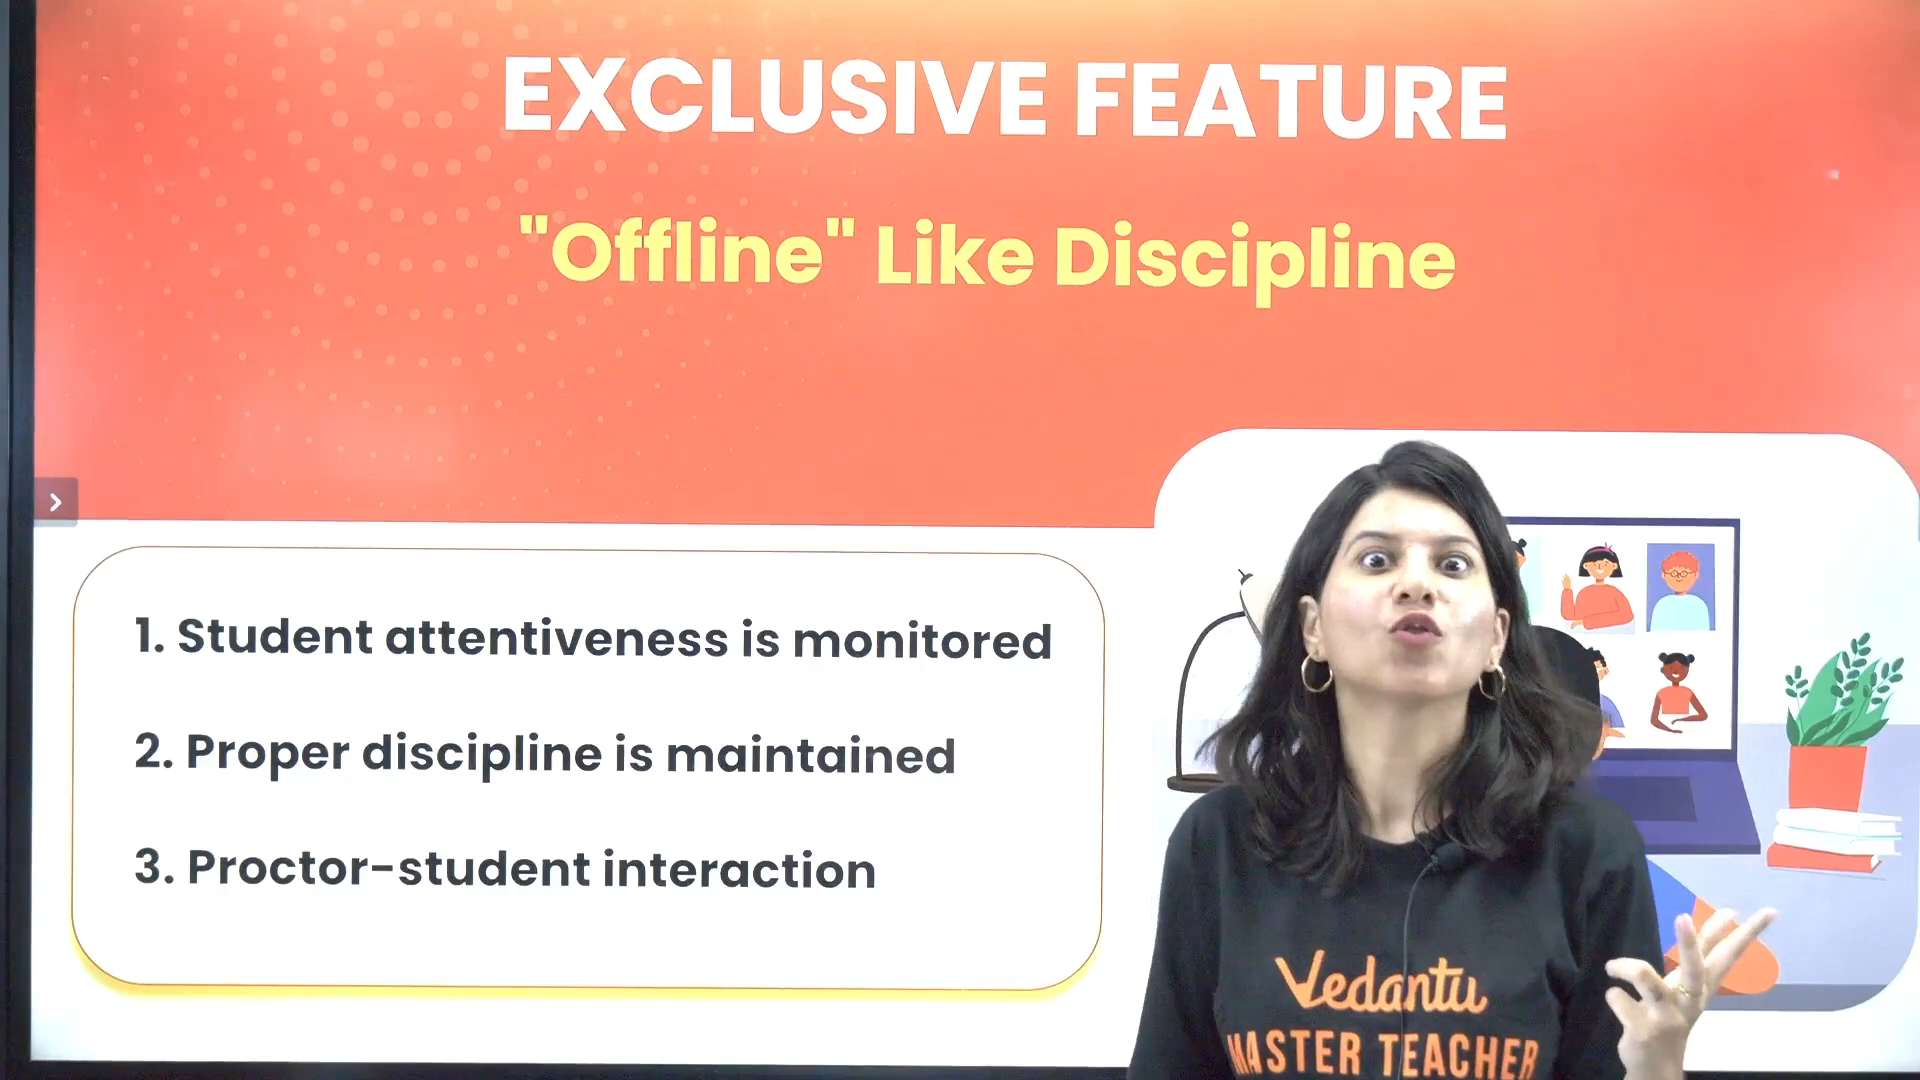 EXCLUSIVE FEATURE
"Offline" Like Discipline
1. Student attentiveness is monitored
2. Proper discipline is maintained
3. Proctor-student interaction
Vedantu
MASTER TEACHER